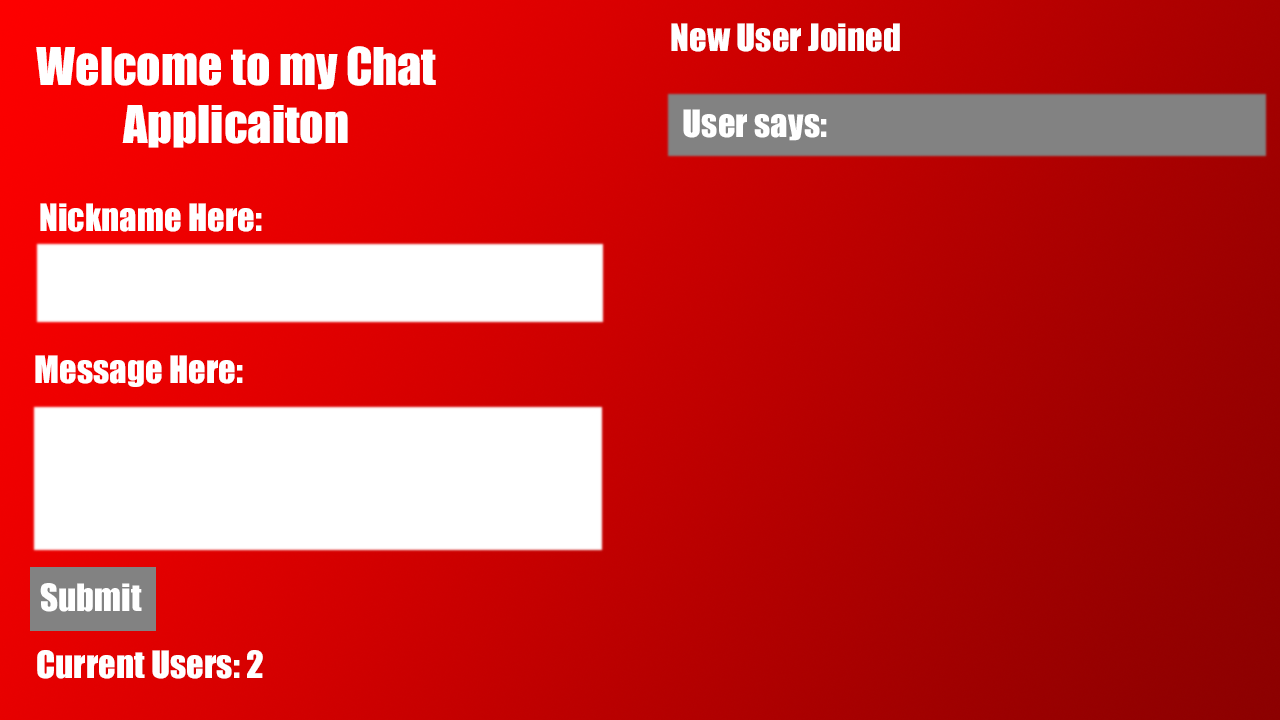 Welcome to my Chat
Applicaiton
Nickname Here:
Message Here:
Submit
Current Users: 2
New User Joined
User says: